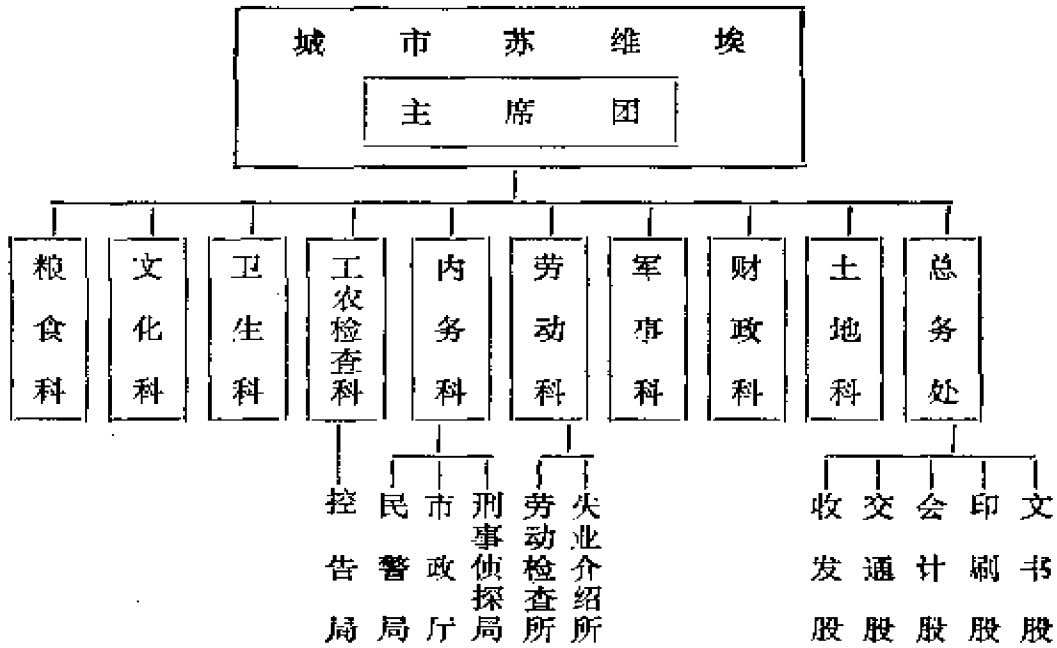 城市苏维埃
主席团
粮食科
文化科
卫生科
工农检查科
内务科
劳动科
军事科
财政科
土地科
总务处
控告局
民警局
市政厅
刑事侦探局
劳动检查所
失业介绍所
收发股
交通股
会计股
印刷股
文书股